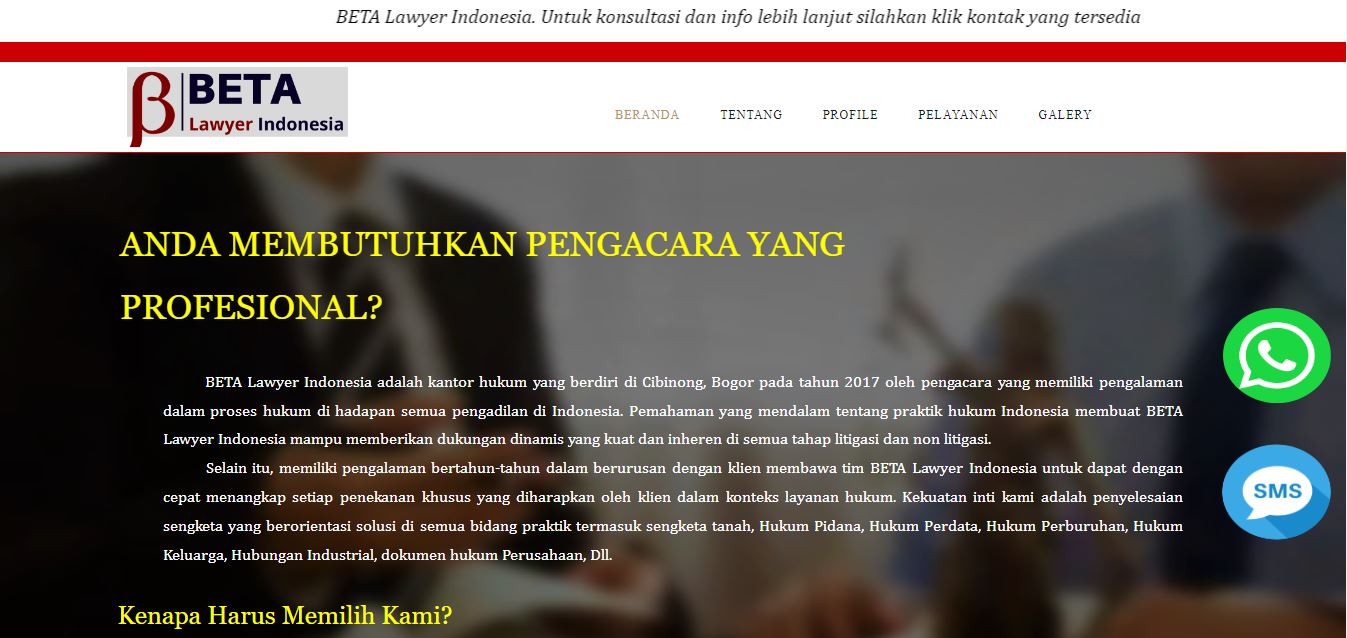 BETA Lawyer Indonesia. Untuk konsultasi dan info lebih lanjut silahkan klik kontak yang tersedia
β BETA
Lawyer Indonesia
BERANDA TENTANG PROFILE PELAYANAN GALERY
ANDA MEMBUTUHKAN PENGACARA YANG
PROFESIONAL?
BETA Lawyer Indonesia adalah kantor hukum yang berdiri di Cibinong, Bogor pada tahun 2017 oleh pengacara yang memiliki pengalaman
dalam proses hukum di hadapan semua pengadilan di Indonesia. Pemahaman yang mendalam tentang praktik hukum Indonesia membuat BETA
Lawyer Indonesia mampu memberikan dukungan dinamis yang kuat dan inheren di semua tahap litigasi dan non litigasi.
Selain itu, memiliki pengalaman bertahun-tahun dalam berurusan dengan klien membawa tim BETA Lawyer Indonesia untuk dapat dengan
cepat menangkap setiap penekanan khusus yang diharapkan oleh klien dalam konteks layanan hukum. Kekuatan inti kami adalah penyelesaian
sengketa yang berorientasi solusi di semua bidang praktik termasuk sengketa tanah, Hukum Pidana, Hukum Perdata, Hukum Perburuhan, Hukum
Keluarga, Hubungan Industrial, dokumen hukum Perusahaan, Dll.
SMS
Kenapa Harus Memilih Kami?